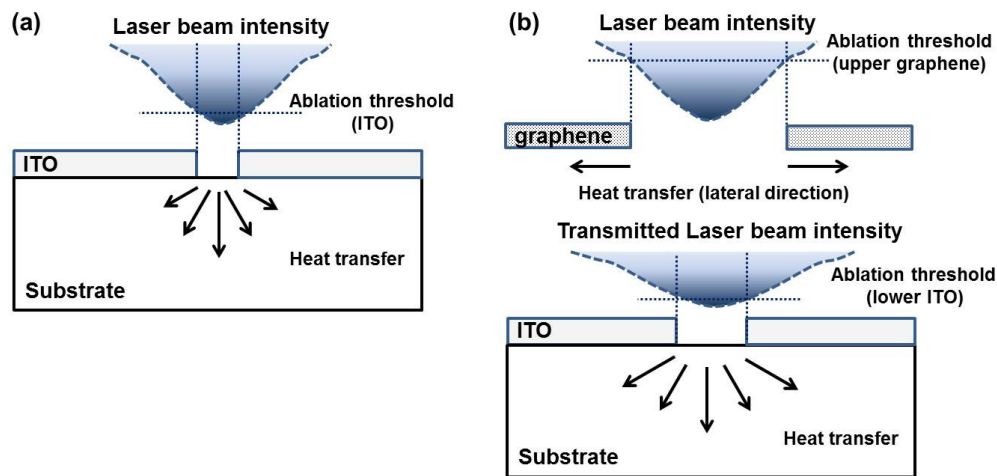 (a)
Laser beam intensity
Ablation threshold
(ITO)
ITO
Heat transfer
Substrate
(b)
Laser beam intensity
Ablation threshold
(upper graphene)
graphene
Heat transfer (lateral direction)
Transmitted Laser beam intensity
Ablation threshold
(lower ITO)
ITO
Heat transfer
Substrate